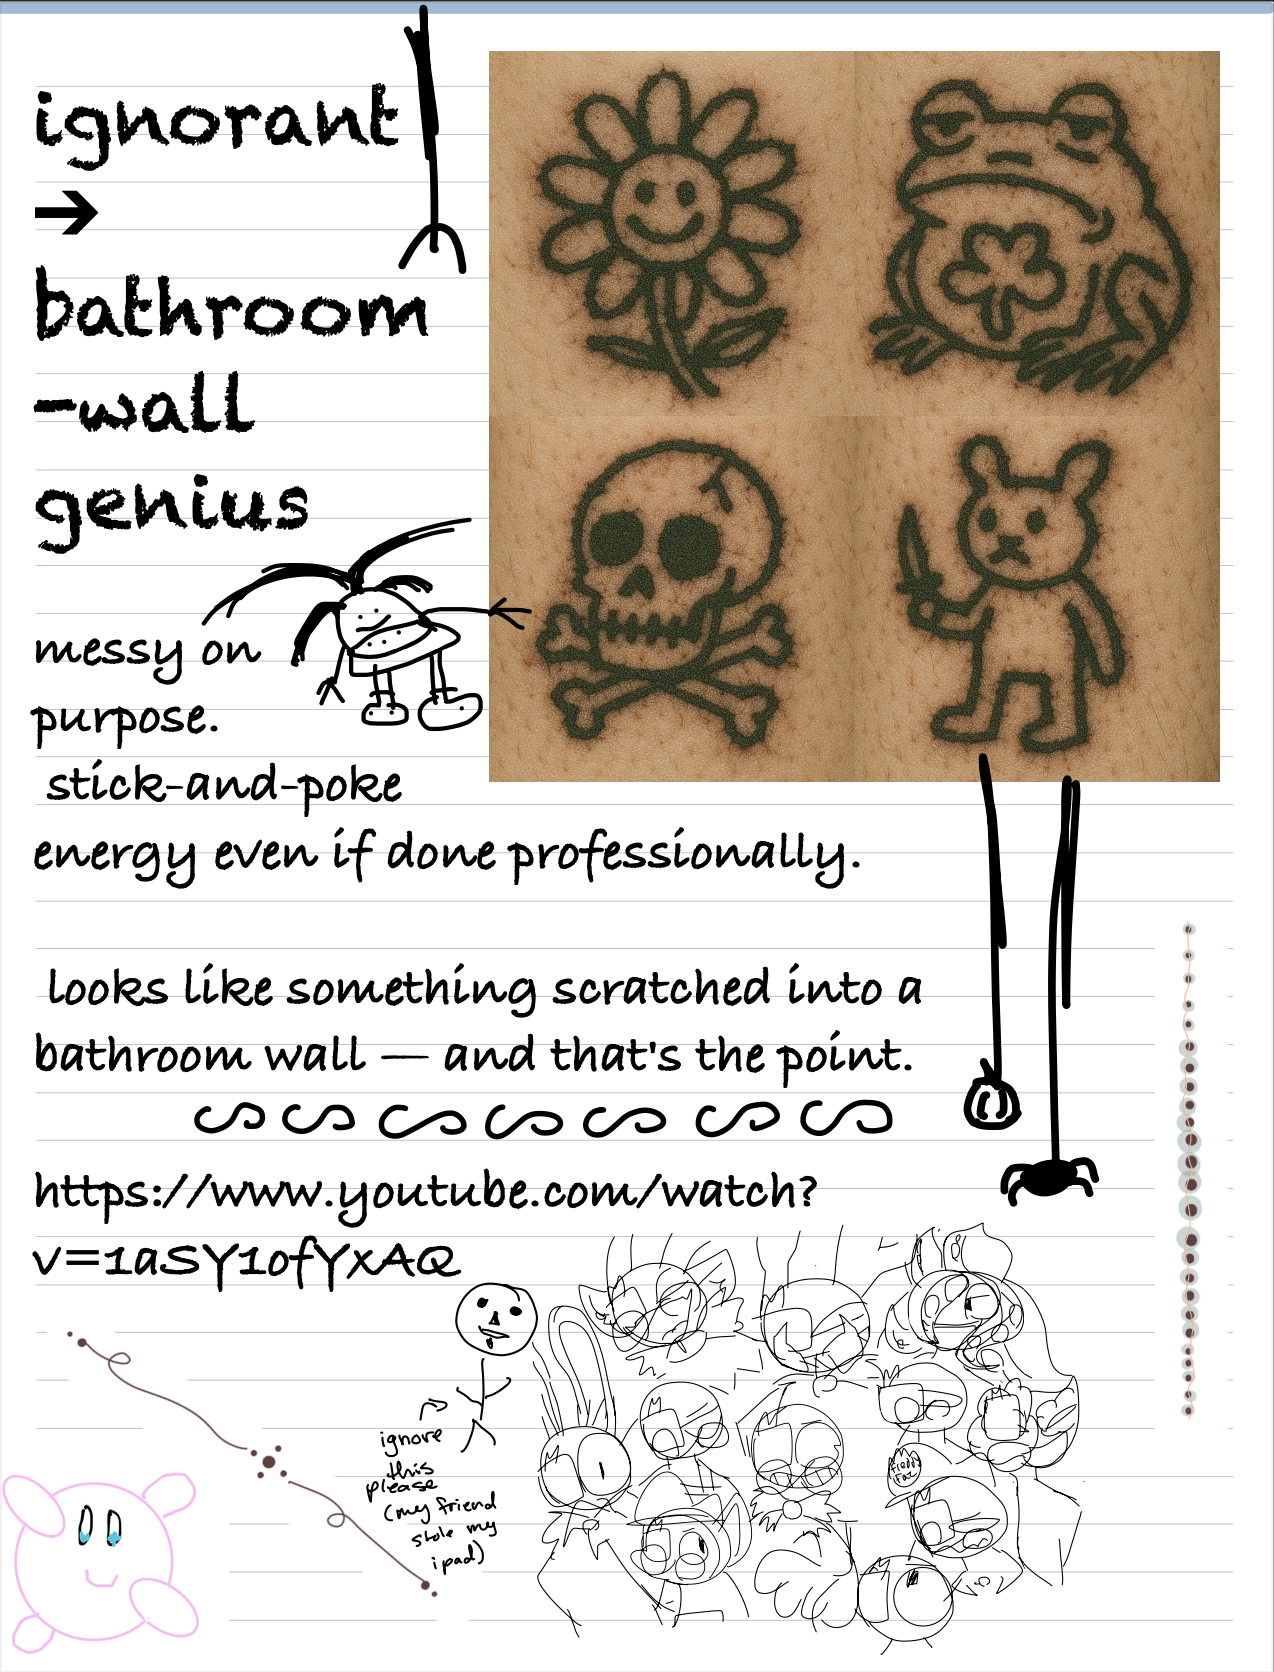 ignorant
→
bathroom
-wall
genius
messy on
purpose.
stick-and-poke
energy even if done professionally.
looks like something scratched into a
bathroom wall — and that's the point.
https://www.youtube.com/watch?
v=1aSY1ofYxAQ
ignore
this
please
(my friend
stole my
ipad)